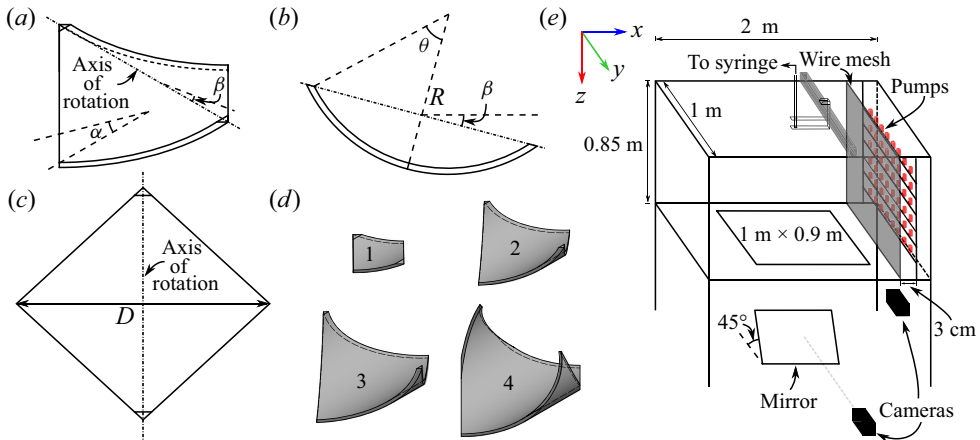 (a)
Axis
of
rotation
β
α
(b)
θ
R
β
(c)
Axis
of
rotation
D
(d)
1
2
3
4
(e)
x
y
z
2 m
To syringe
Wire mesh
Pumps
1 m
0.85 m
1 m × 0.9 m
3 cm
45°
Mirror
Cameras